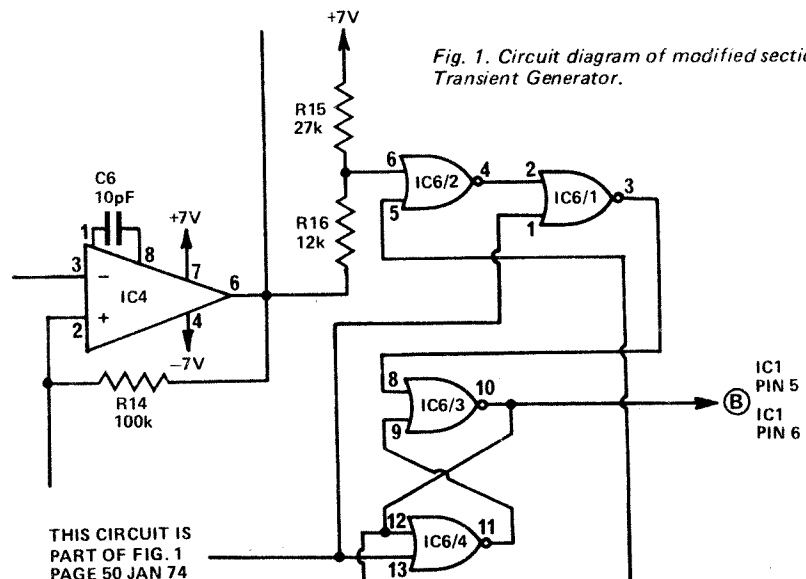 +7V
Fig. 1. Circuit diagram of modified sectio
Transient Generator.
R15
27k
C6
10pF
+7V
R16
12k
6
5
IC6/2
4
2
1
IC6/1
3
1
8
7
3
−
IC4
6
+
2
4
−7V
R14
100k
8
9
IC6/3
10
B
IC1
PIN 5
IC1
PIN 6
12
13
IC6/4
11
THIS CIRCUIT IS
PART OF FIG. 1
PAGE 50 JAN 74